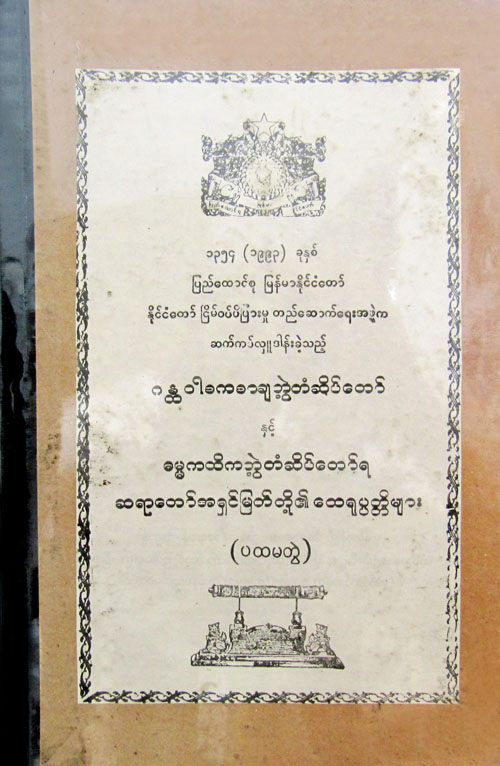 ၁၃၅၄ (၁၉၉၃) ခုနှစ်
ပြည်ထောင်စု မြန်မာနိုင်ငံတော်
နိုင်ငံတော် ငြိမ်ဝပ်ပိပြားမှု တည်ဆောက်ရေးအဖွဲ့က
ဆက်ကပ်လှူဒါန်းခဲ့သည့်
ဂန္ထဝါစကစာချဘွဲ့တံဆိပ်တော်
နှင့်
ဓမ္မကထိကဘွဲ့တံဆိပ်တော်ရ
ဆရာတော်အရှင်မြတ်တို့၏ ထေရုပ္ပတ္တိများ
(ပထမတွဲ)